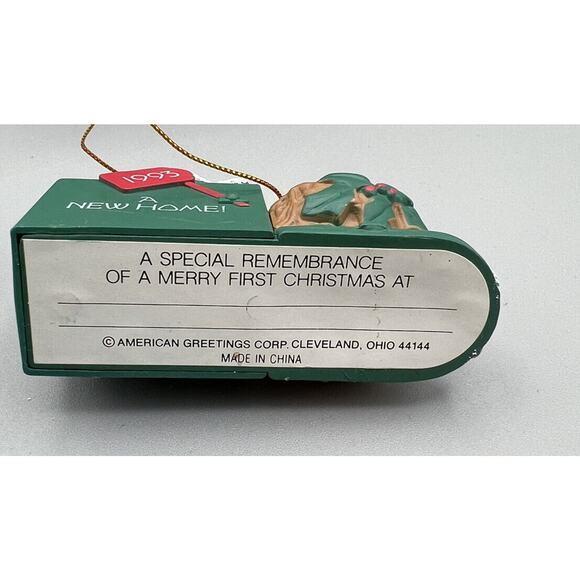 1993
A
NEW HOME!
A SPECIAL REMEMBRANCE
OF A MERRY FIRST CHRISTMAS AT
© AMERICAN GREETINGS CORP. CLEVELAND, OHIO 44144
MADE IN CHINA